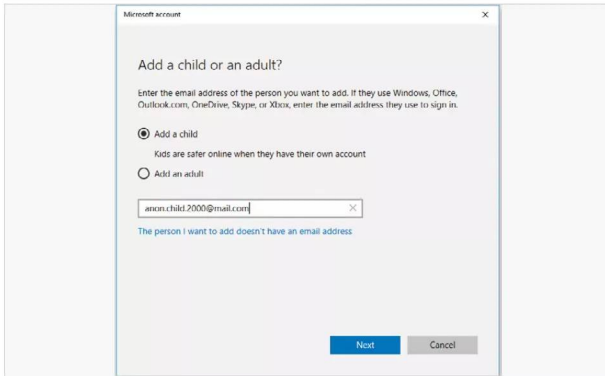 Microsoft account
Add a child or an adult?
Enter the email address of the person you want to add. If they use Windows, Office,
Outlook.com, OneDrive, Skype, or Xbox, enter the email address they use to sign in.
Add a child
Kids are safer online when they have their own account
Add an adult
anon.child.2000@mail.com
The person I want to add doesn't have an email address
Next Cancel